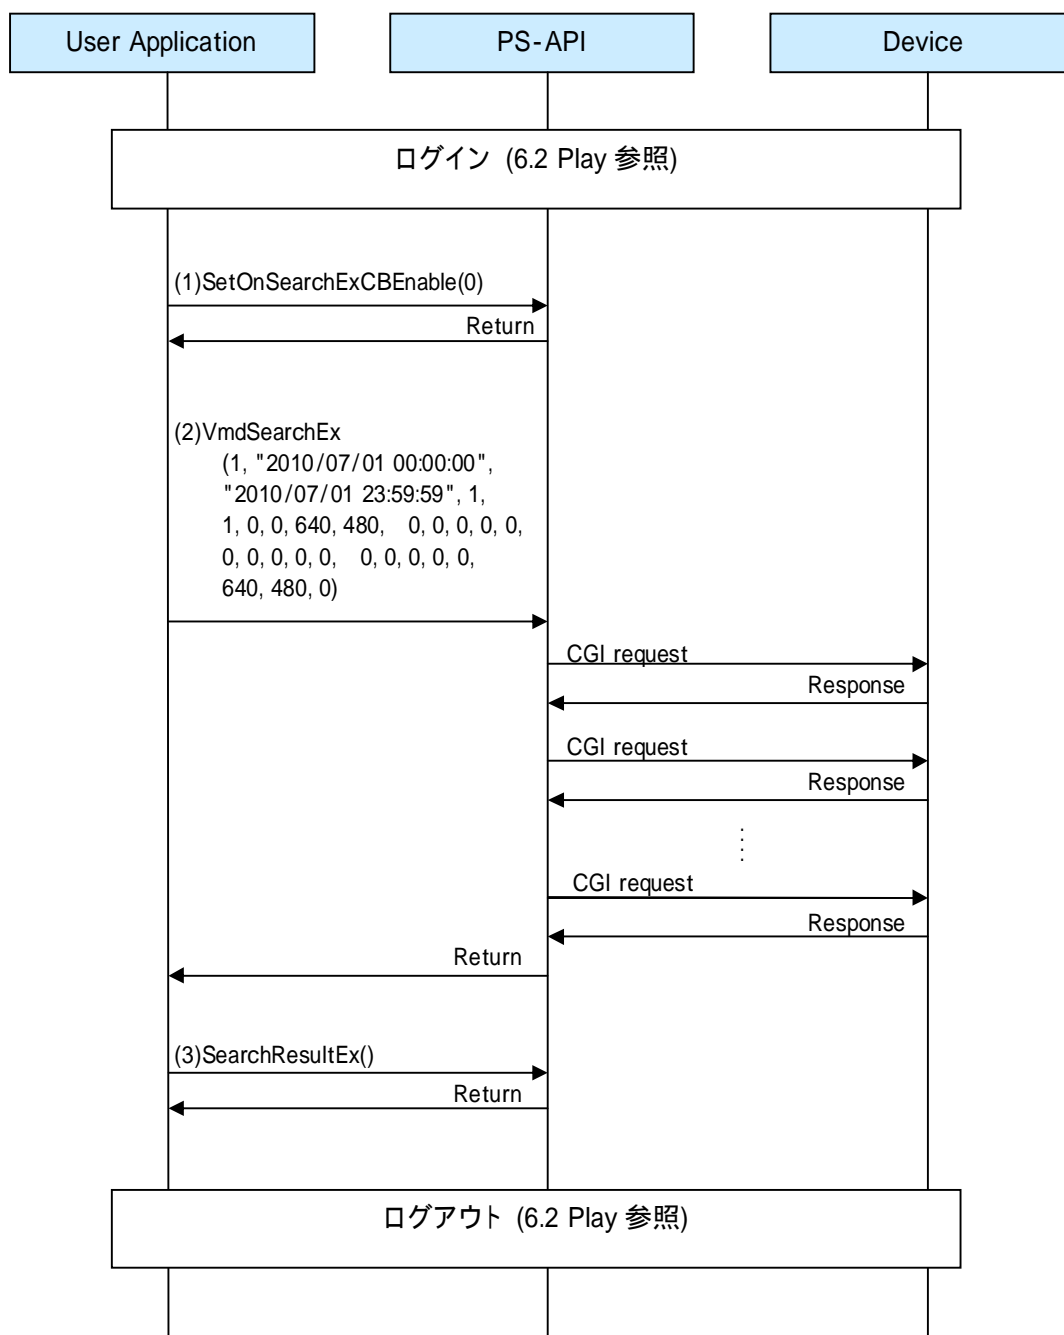 User Application
PS-API
Device
ログイン (6.2 Play 参照)
(1)SetOnSearchExCBEnable(0)
Return
(2)VmdSearchEx
(1, "2010/07/01 00:00:00",
"2010/07/01 23:59:59", 1,
1, 0, 0, 640, 480, 0, 0, 0, 0, 0,
0, 0, 0, 0, 0, 0, 0, 0, 0, 0,
640, 480, 0)
CGI request
Response
CGI request
Response
CGI request
Response
Return
(3)SearchResultEx()
Return
ログアウト (6.2 Play 参照)